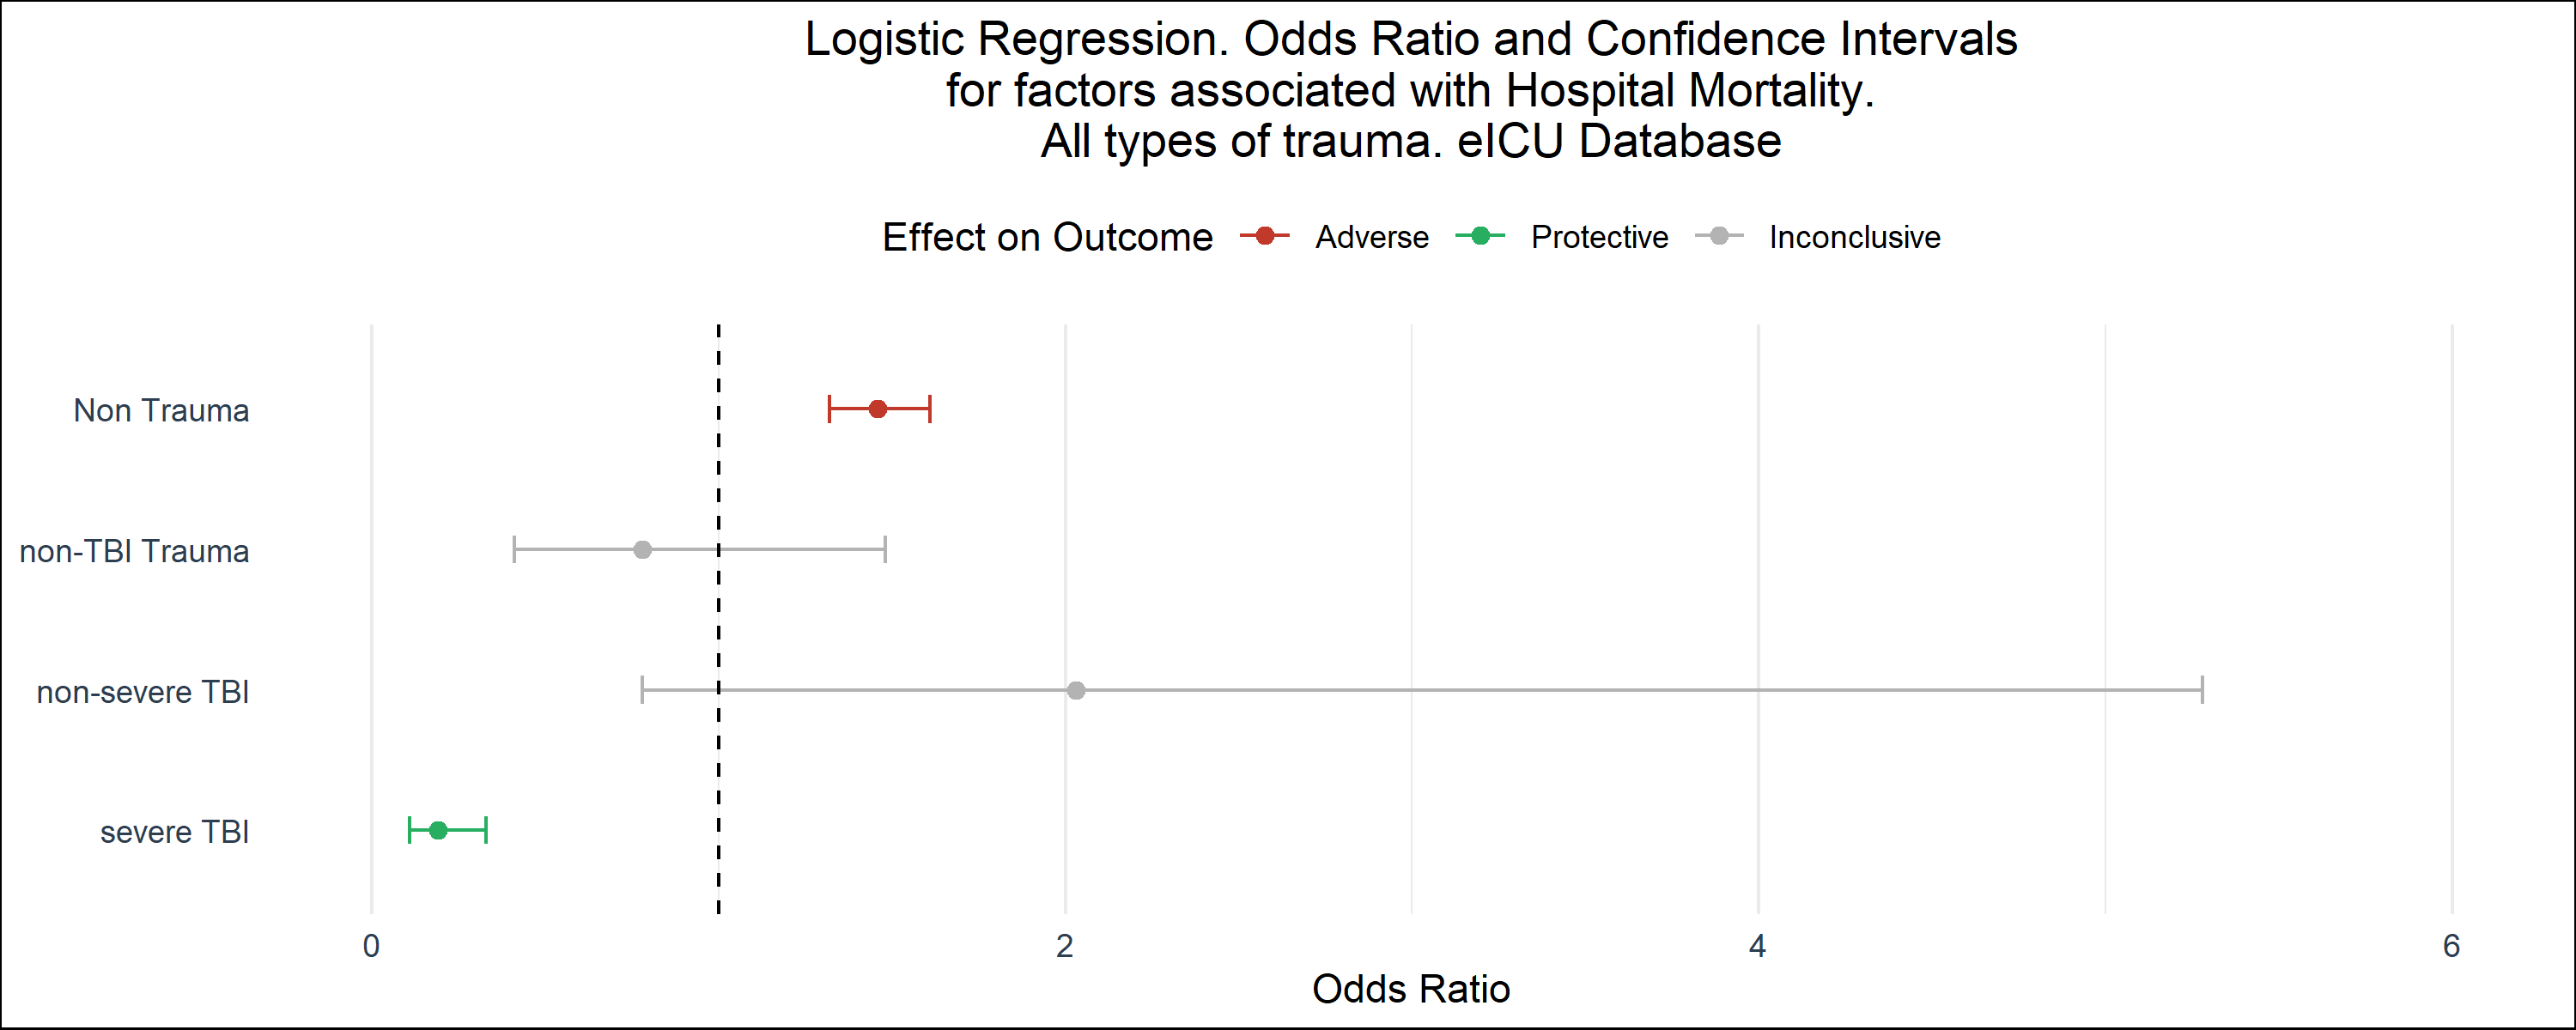 Logistic Regression. Odds Ratio and Confidence Intervals
for factors associated with Hospital Mortality.
All types of trauma. eICU Database
Effect on Outcome Adverse Protective Inconclusive
Non Trauma
non-TBI Trauma
non-severe TBI
severe TBI
0 2 4 6
Odds Ratio